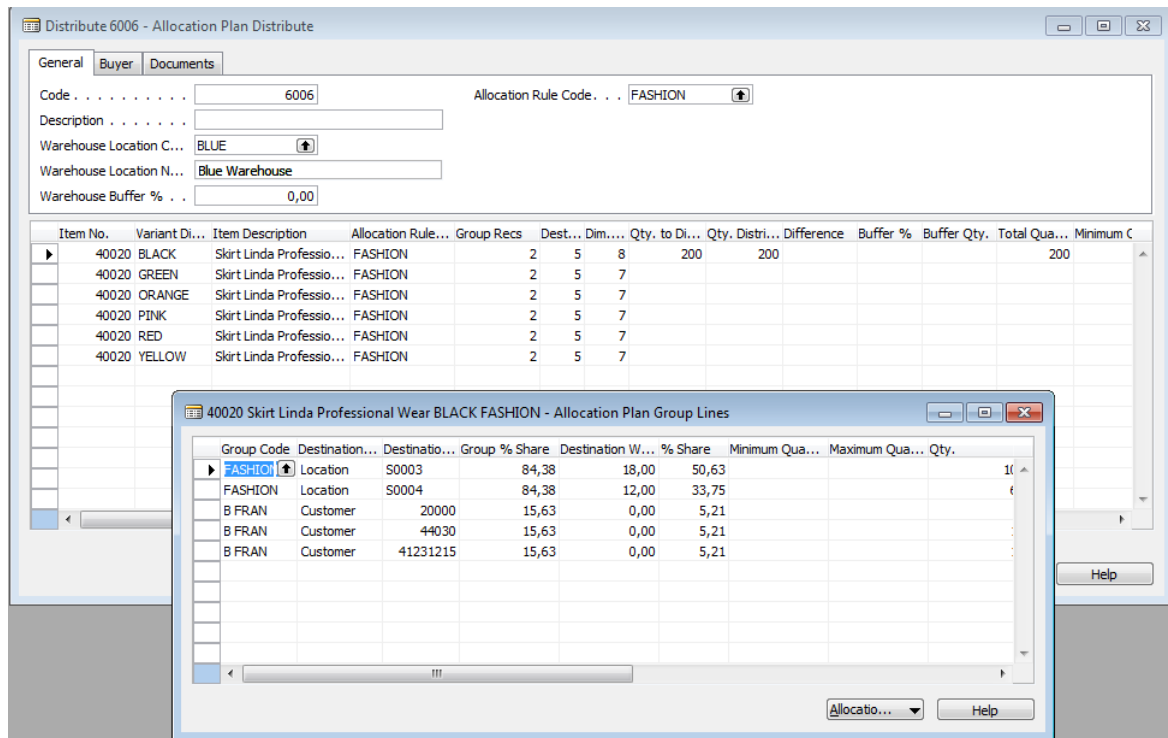 Distribute 6006 - Allocation Plan Distribute
General Buyer Documents
Code . . . . . . . . . . 6006 Allocation Rule Code. . . FASHION
Description . . . . . . .
Warehouse Location C... BLUE
Warehouse Location N... Blue Warehouse
Warehouse Buffer % . . 0,00
Item No. Variant Di... Item Description Allocation Rule... Group Recs Dest... Dim.... Qty. to Di... Qty. Distri... Difference Buffer % Buffer Qty. Total Qua... Minimum
40020 BLACK Skirt Linda Professio... FASHION 2 5 8 200 200 200
40020 GREEN Skirt Linda Professio... FASHION 2 5 7
40020 ORANGE Skirt Linda Professio... FASHION 2 5 7
40020 PINK Skirt Linda Professio... FASHION 2 5 7
40020 RED Skirt Linda Professio... FASHION 2 5 7
40020 YELLOW Skirt Linda Professio... FASHION 2 5 7
40020 Skirt Linda Professional Wear BLACK FASHION - Allocation Plan Group Lines
Group Code Destination... Destinatio... Group % Share Destination W... % Share Minimum Qua... Maximum Qua... Qty.
FASHION Location S0003 84,38 18,00 50,63
FASHION Location S0004 84,38 12,00 33,75
B FRAN Customer 20000 15,63 0,00 5,21
B FRAN Customer 44030 15,63 0,00 5,21
B FRAN Customer 41231215 15,63 0,00 5,21
Help
Allocatio... Help